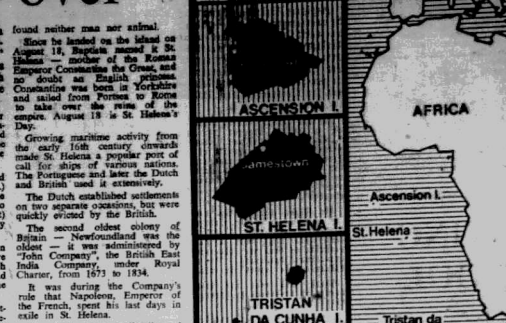 found neither man nor animal.
Since he landed on the island on
August 18, Baptista named it St.
Helena — mother of the Roman
Emperor Constantine the Great, and
no doubt an English princess.
Constantine was born in Yorkshire
and sailed from Portsea to Rome
to take over the reins of the
empire. August 18 is St. Helena's
Day.
Growing maritime activity from
the early 16th century onwards
made St. Helena a popular port of
call for ships of various nations.
The Portuguese and later the Dutch
and British used it extensively.
The Dutch established settlements
on two separate occasions, but were
quickly evicted by the British.
The second oldest colony of
Britain — Newfoundland was the
oldest — it was administered by
"John Company", the British East
India Company, under Royal
Charter, from 1673 to 1834.
It was during the Company's
rule that Napoleon, Emperor of
the French, spent his last days in
exile in St. Helena.
ASCENSION I.
Jamestown
ST. HELENA I.
TRISTAN
DA CUNHA I.
AFRICA
Ascension I.
St. Helena
Tristan da